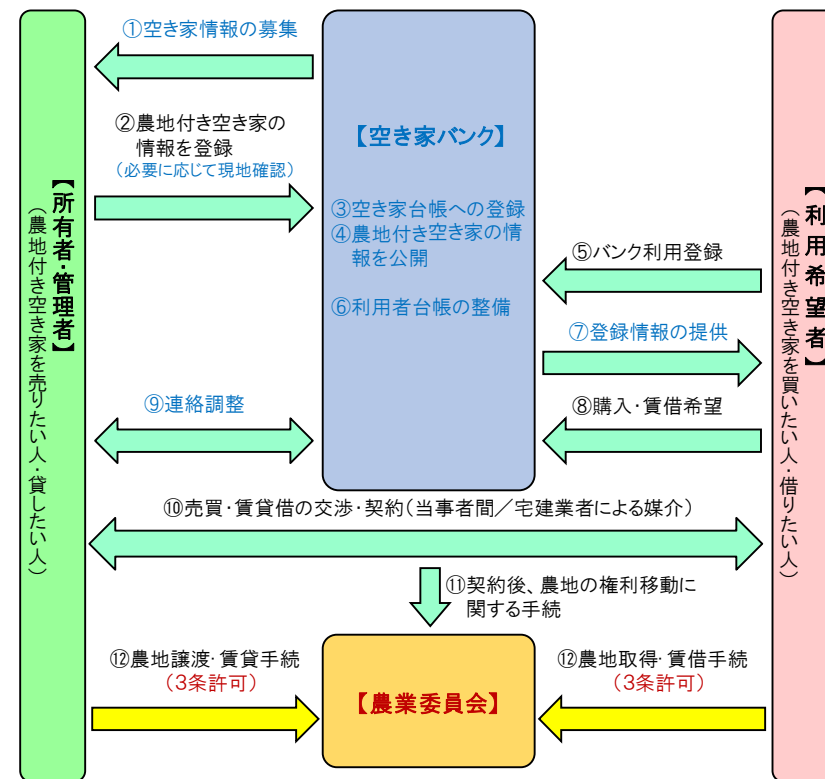 ①空き家情報の募集
②農地付き空き家の
情報を登録
(必要に応じて現地確認)
【空き家バンク】
③空き家台帳への登録
④農地付き空き家の情
報を公開
⑥利用者台帳の整備
⑤バンク利用登録
⑦登録情報の提供
⑧購入・賃借希望
⑨連絡調整
【所有者・管理者】
(農地付き空き家を売りたい人・貸したい人)
【利用希望者】
(農地付き空き家を買いたい人・借りたい人)
⑩売買・賃貸借の交渉・契約(当事者間/宅建業者による媒介)
⑪契約後、農地の権利移動に
関する手続
⑫農地譲渡・賃貸手続
(3条許可)
【農業委員会】
⑫農地取得・賃借手続
(3条許可)